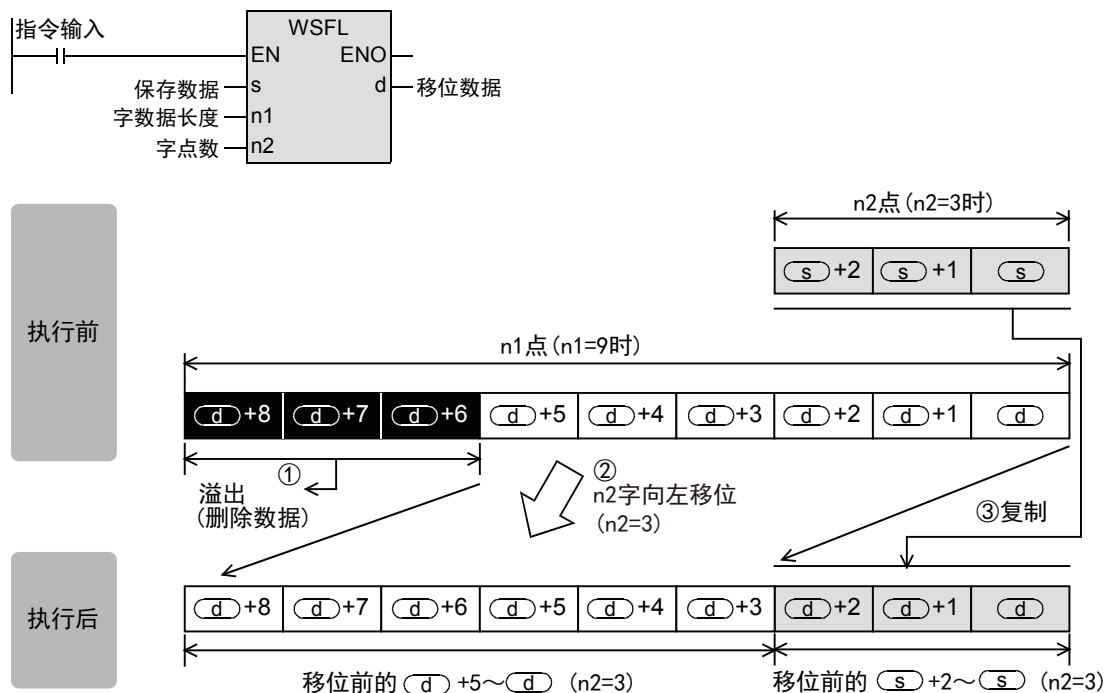 指令输入
WSFL
EN ENO
保存数据 s d 移位数据
字数据长度 n1
字点数 n2
n2点(n2=3时)
s+2 s+1 s
执行前
n1点(n1=9时)
d+8 d+7 d+6 d+5 d+4 d+3 d+2 d+1 d
①
溢出
(删除数据)
②
n2字向左移位
(n2=3)
③复制
执行后
d+8 d+7 d+6 d+5 d+4 d+3 d+2 d+1 d
移位前的 d +5～d (n2=3)
移位前的 s +2～s (n2=3)